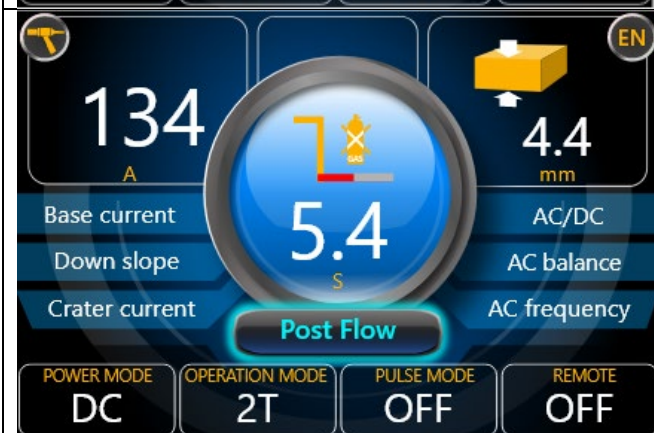 EN
134
A
GAS
5.4
S
4.4
mm
Base current
Down slope
Crater current
AC/DC
AC balance
AC frequency
Post Flow
POWER MODE
DC
OPERATION MODE
2T
PULSE MODE
OFF
REMOTE
OFF